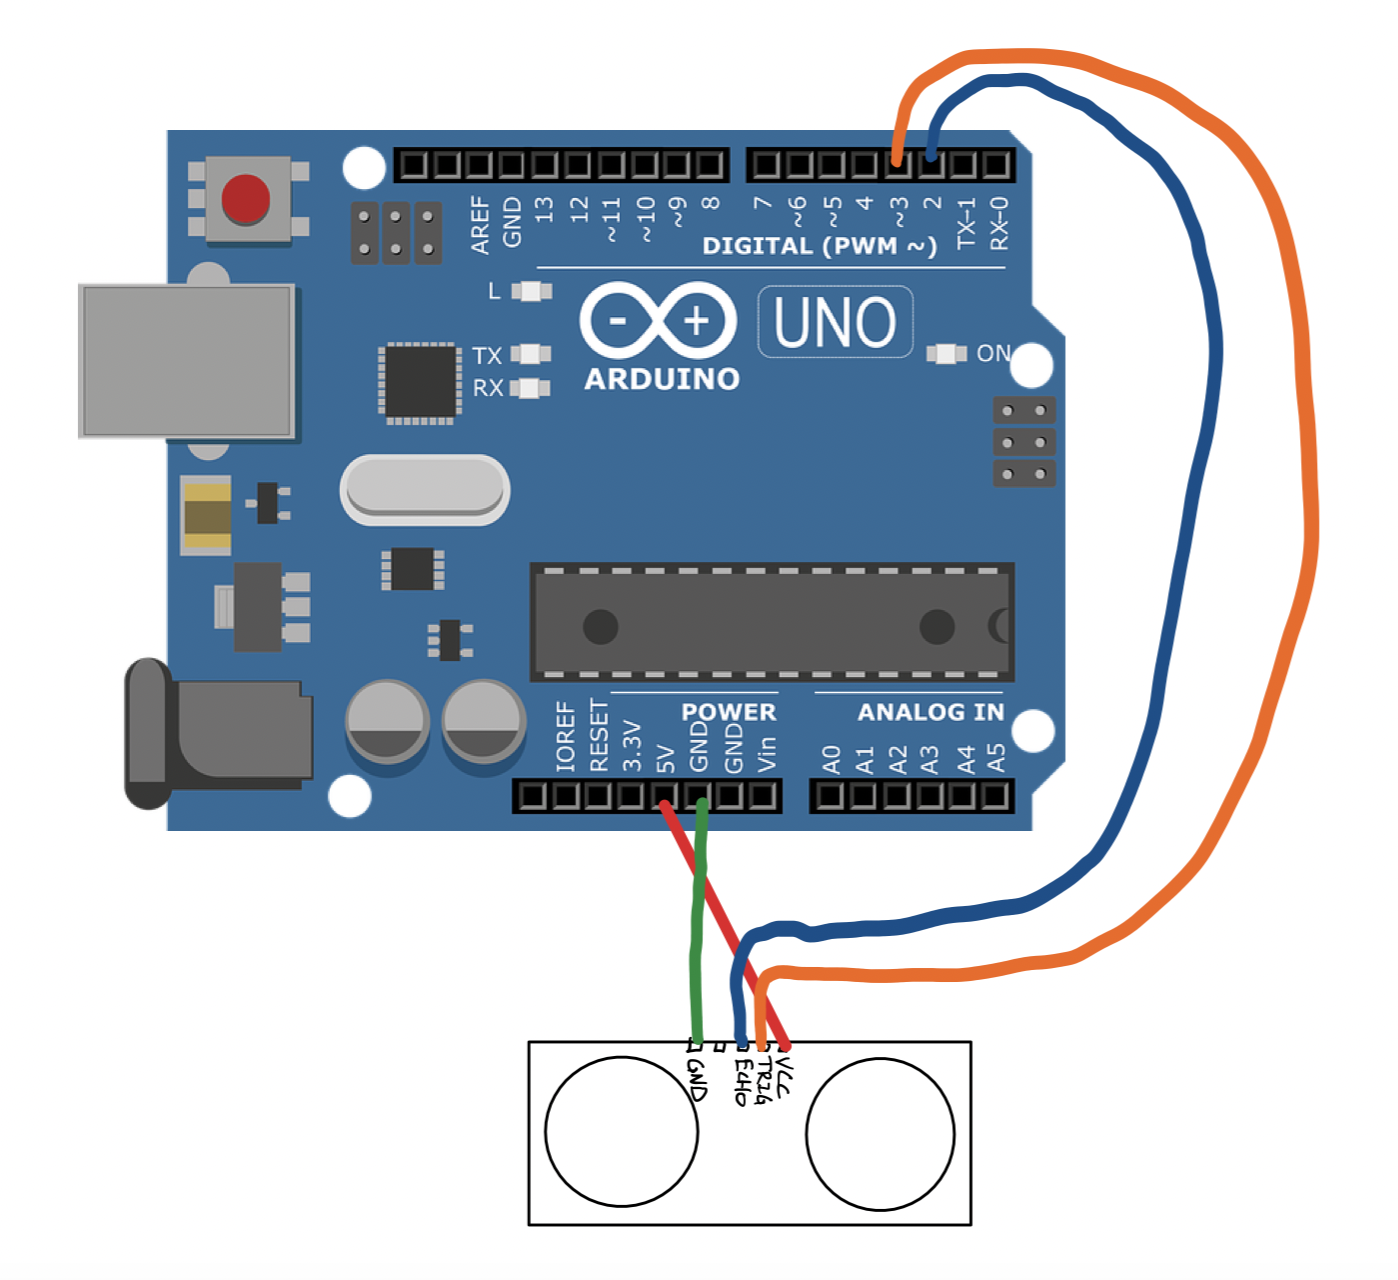 AREF
GND
13
12
~11
~10
~9
8
7
~6
~5
4
~3
2
TX-1
RX-0
DIGITAL (PWM ~)
L
TX
RX
- +
ARDUINO
UNO
ON
POWER
ANALOG IN
IOREF
RESET
3.3V
5V
GND
GND
Vin
A0
A1
A2
A3
A4
A5
GND
ECHO
TRIG
VCC